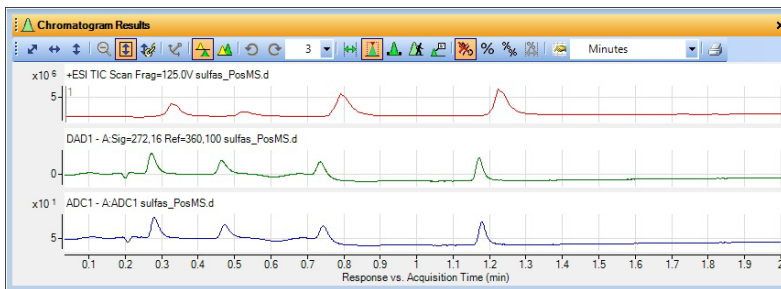 Chromatogram Results
3 Minutes
x10 6 +ESI TIC Scan Frag=125.0V sulfas_PosMS.d
5
1
DAD1 - A:Sig=272,16 Ref=360,100 sulfas_PosMS.d
0
x10 1 ADC1 - A:ADC1 sulfas_PosMS.d
5
0.1 0.2 0.3 0.4 0.5 0.6 0.7 0.8 0.9 1 1.1 1.2 1.3 1.4 1.5 1.6 1.7 1.8 1.9 2
Response vs. Acquisition Time (min)